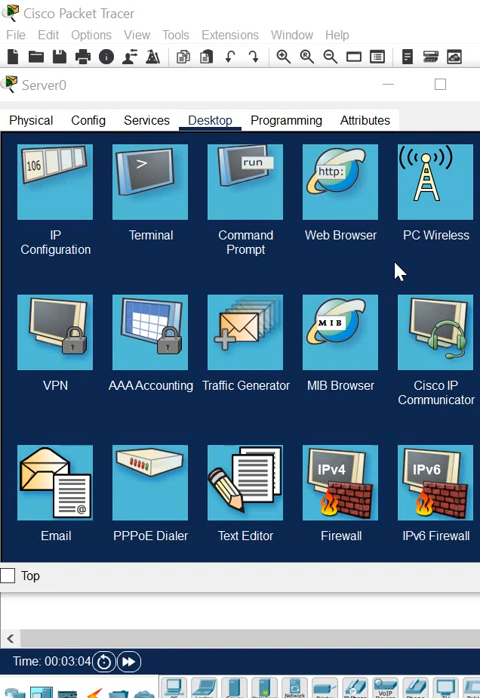 Cisco Packet Tracer
File Edit Options View Tools Extensions Window Help
Server0
Physical Config Services Desktop Programming Attributes
106
>
run
http:
IP Configuration
Terminal
Command Prompt
Web Browser
PC Wireless
MIB
VPN
AAA Accounting
Traffic Generator
MIB Browser
Cisco IP Communicator
@
IPv4
IPv6
Email
PPPoE Dialer
Text Editor
Firewall
IPv6 Firewall
Top
Time: 00:03:04